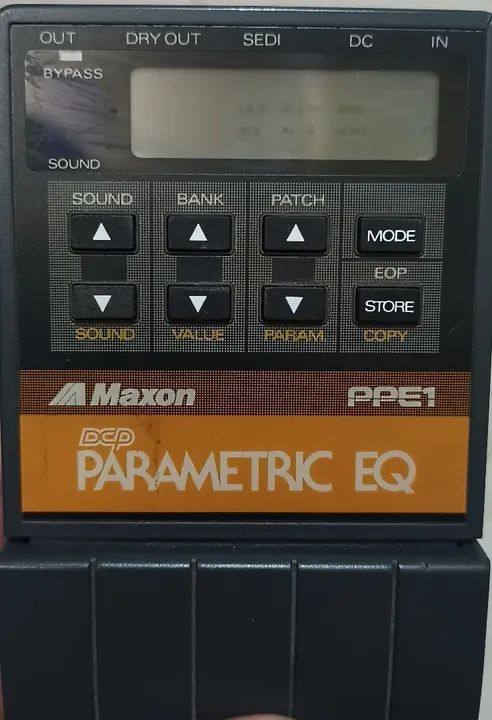 OUT DRY OUT SEDI DC IN
BYPASS
SOUND
SOUND BANK PATCH
MODE
EOP
STORE
SOUND VALUE PARAM COPY
Maxon PPE1
DCP
PARAMETRIC EQ